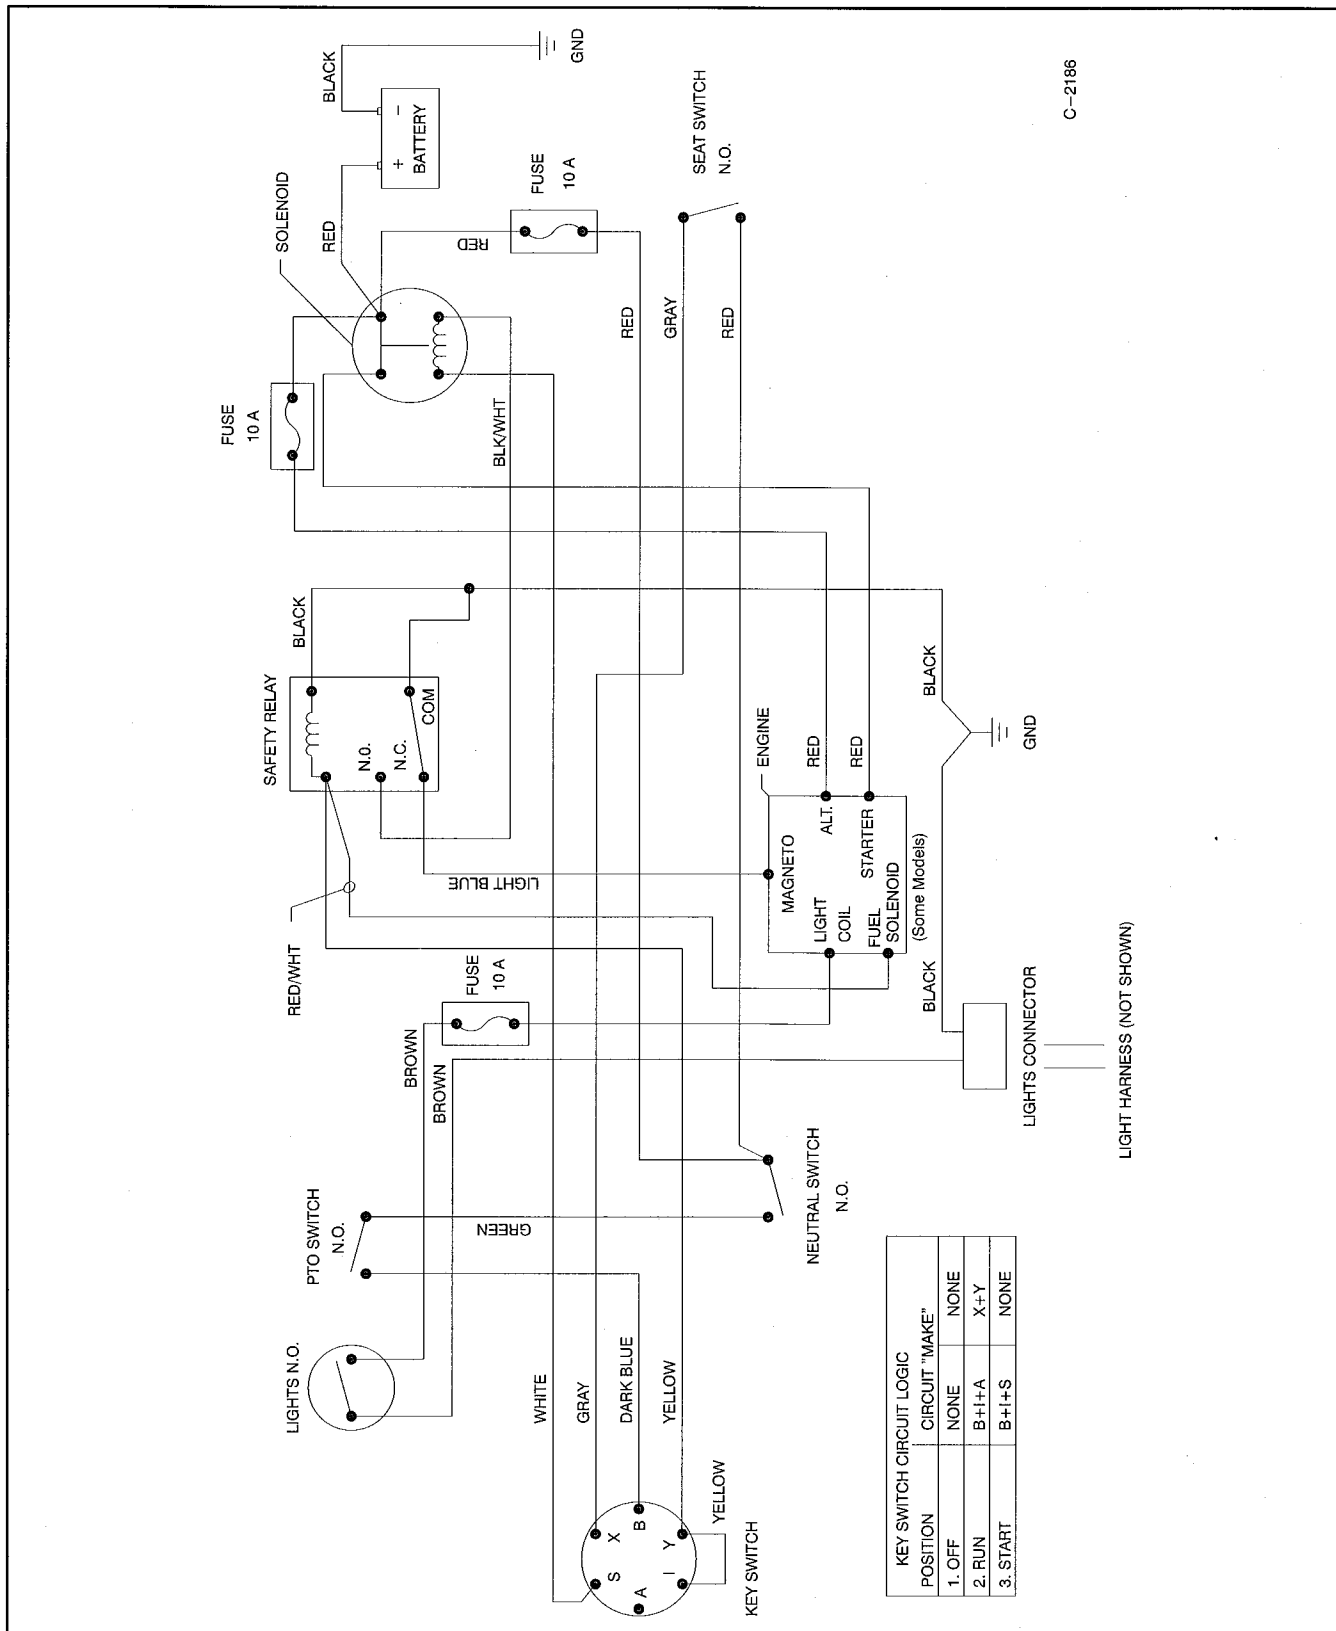 BLACK
GND
BATTERY
+
−
SOLENOID
RED
FUSE
10 A
RED
FUSE
10 A
SEAT SWITCH
N.O.
C−2186
BLK/WHT
RED
GRAY
RED
BLACK
SAFETY RELAY
N.O.
N.C.
COM
ENGINE
RED
RED
BLACK
GND
MAGNETO
ALT.
STARTER
LIGHT
COIL
FUEL
SOLENOID
(Some Models)
LIGHT BLUE
RED/WHT
FUSE
10 A
BROWN
BROWN
BLACK
LIGHTS CONNECTOR
LIGHT HARNESS (NOT SHOWN)
PTO SWITCH
N.O.
GREEN
NEUTRAL SWITCH
N.O.
LIGHTS N.O.
WHITE
GRAY
DARK BLUE
YELLOW
S
X
B
A
I
Y
YELLOW
KEY SWITCH
KEY SWITCH CIRCUIT LOGIC
POSITION CIRCUIT "MAKE"
1. OFF NONE NONE
2. RUN B+I+A X+Y
3. START B+I+S NONE